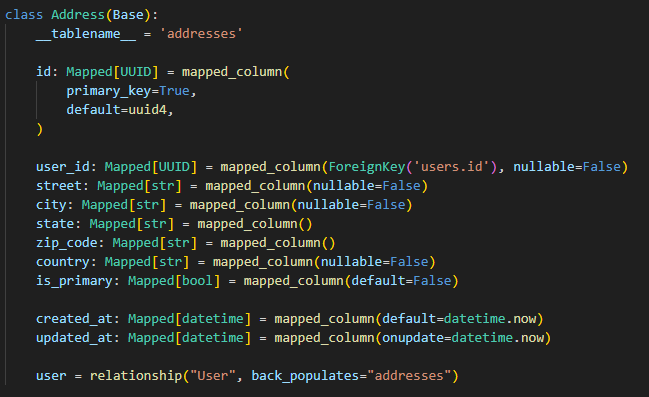 class Address(Base):
    __tablename__ = 'addresses'

    id: Mapped[UUID] = mapped_column(
        primary_key=True,
        default=uuid4,
    )

    user_id: Mapped[UUID] = mapped_column(ForeignKey('users.id'), nullable=False)
    street: Mapped[str] = mapped_column(nullable=False)
    city: Mapped[str] = mapped_column(nullable=False)
    state: Mapped[str] = mapped_column()
    zip_code: Mapped[str] = mapped_column()
    country: Mapped[str] = mapped_column(nullable=False)
    is_primary: Mapped[bool] = mapped_column(default=False)

    created_at: Mapped[datetime] = mapped_column(default=datetime.now)
    updated_at: Mapped[datetime] = mapped_column(onupdate=datetime.now)

    user = relationship("User", back_populates="addresses")